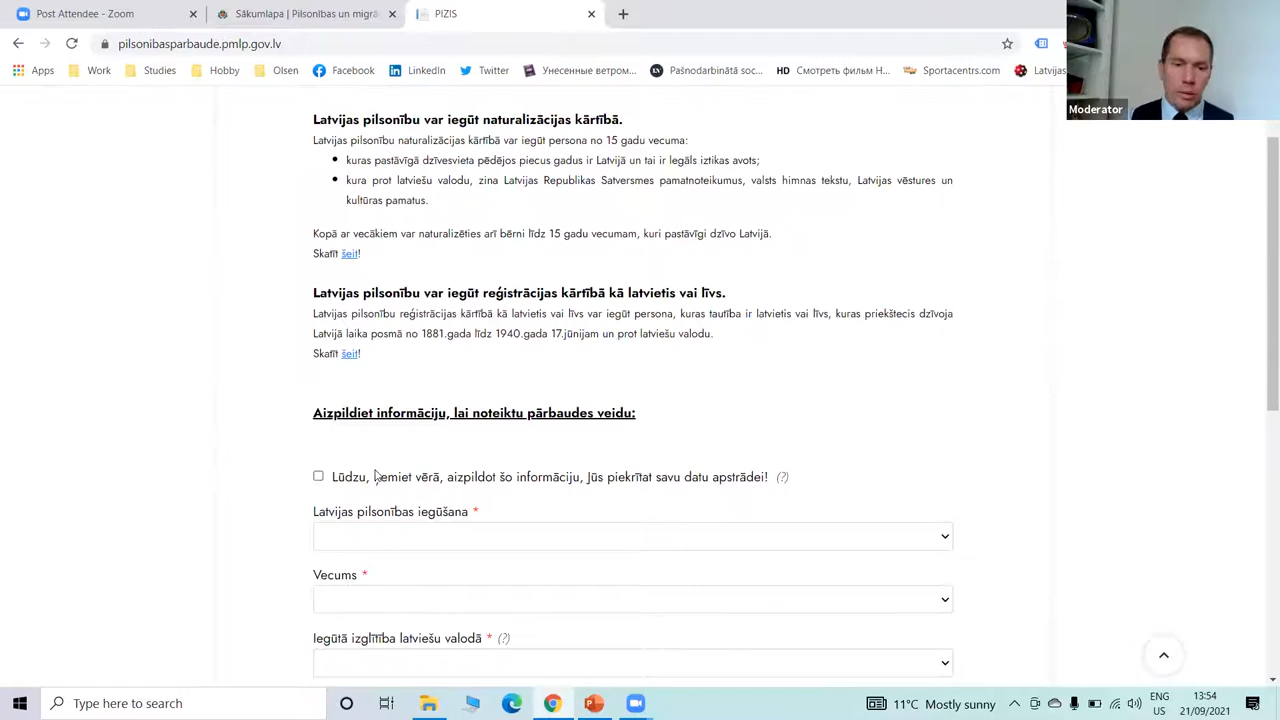 Post Attendee - Zoom
Sākumlapa | Pilsonības un migrā
PIZIS
pilsonibasparbaude.pmlp.gov.lv
Apps
Work
Studies
Hobby
Olsen
Facebook
LinkedIn
Twitter
Унесенные ветром...
Pašnodarbinātā soc...
HD Смотреть фильм Н...
Sportacentrs.com
Latvijas
Moderator
Latvijas pilsonību var iegūt naturalizācijas kārtībā.
Latvijas pilsonību naturalizācijas kārtībā var iegūt persona no 15 gadu vecuma:
kuras pastāvīgā dzīvesvieta pēdējos piecus gadus ir Latvijā un tai ir legāls iztikas avots;
kura prot latviešu valodu, zina Latvijas Republikas Satversmes pamatnoteikumus, valsts himnas tekstu, Latvijas vēstures un
kultūras pamatus.
Kopā ar vecākiem var naturalizēties arī bērni līdz 15 gadu vecumam, kuri pastāvīgi dzīvo Latvijā.
Skatīt šeit!
Latvijas pilsonību var iegūt reģistrācijas kārtībā kā latvietis vai līvs.
Latvijas pilsonību reģistrācijas kārtībā kā latvietis vai līvs var iegūt persona, kuras tautība ir latvietis vai līvs, kuras priekštecis dzīvoja
Latvijā laika posmā no 1881.gada līdz 1940.gada 17.jūnijam un prot latviešu valodu.
Skatīt šeit!
Aizpildiet informāciju, lai noteiktu pārbaudes veidu:
Lūdzu, ņemiet vērā, aizpildot šo informāciju, Jūs piekrītat savu datu apstrādei! (?)
Latvijas pilsonības iegūšana *
Vecums *
Iegūtā izglītība latviešu valodā * (?)
Type here to search
11°C Mostly sunny
ENG
US
13:54
21/09/2021